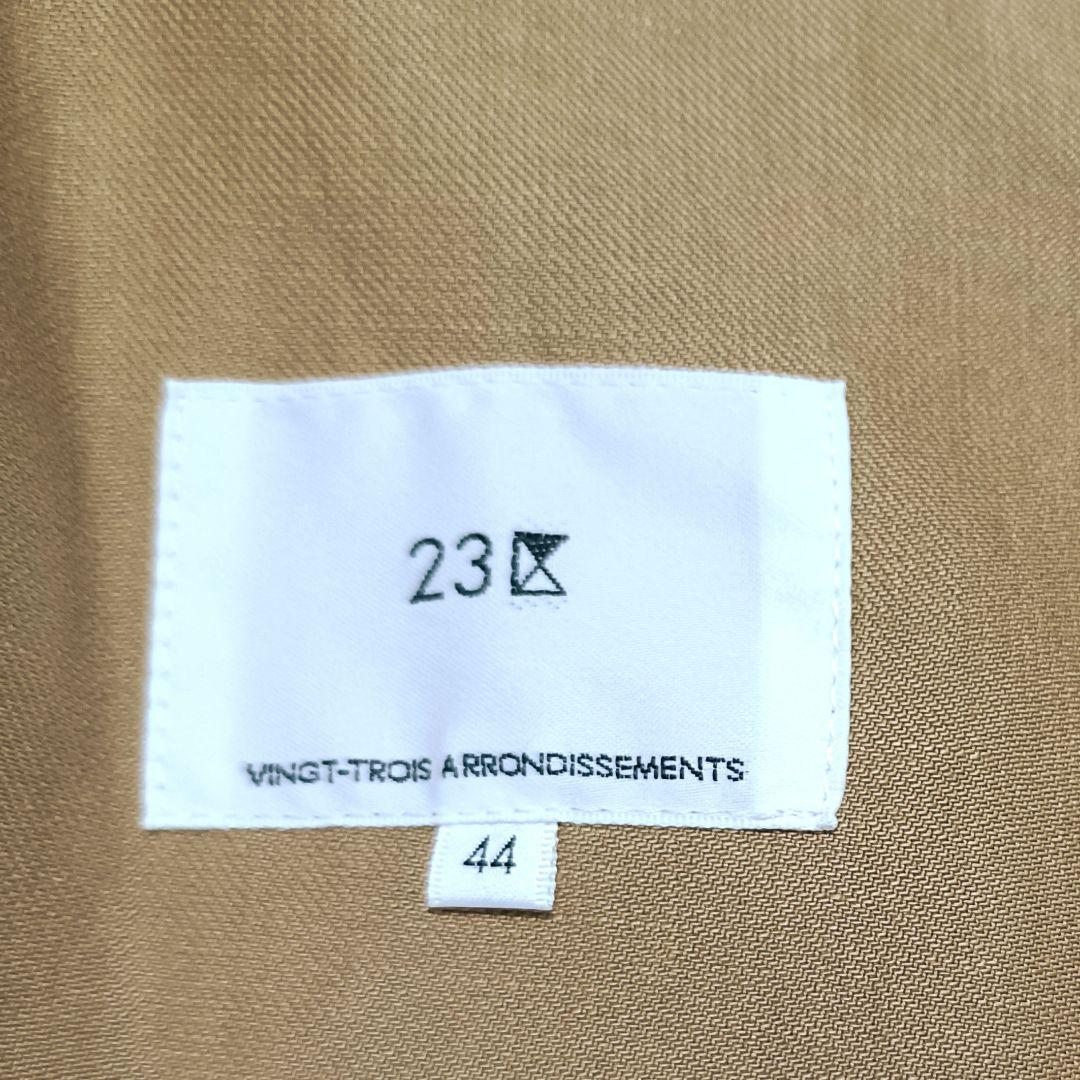 23区
VINGT-TROIS ARRONDISSEMENTS
44